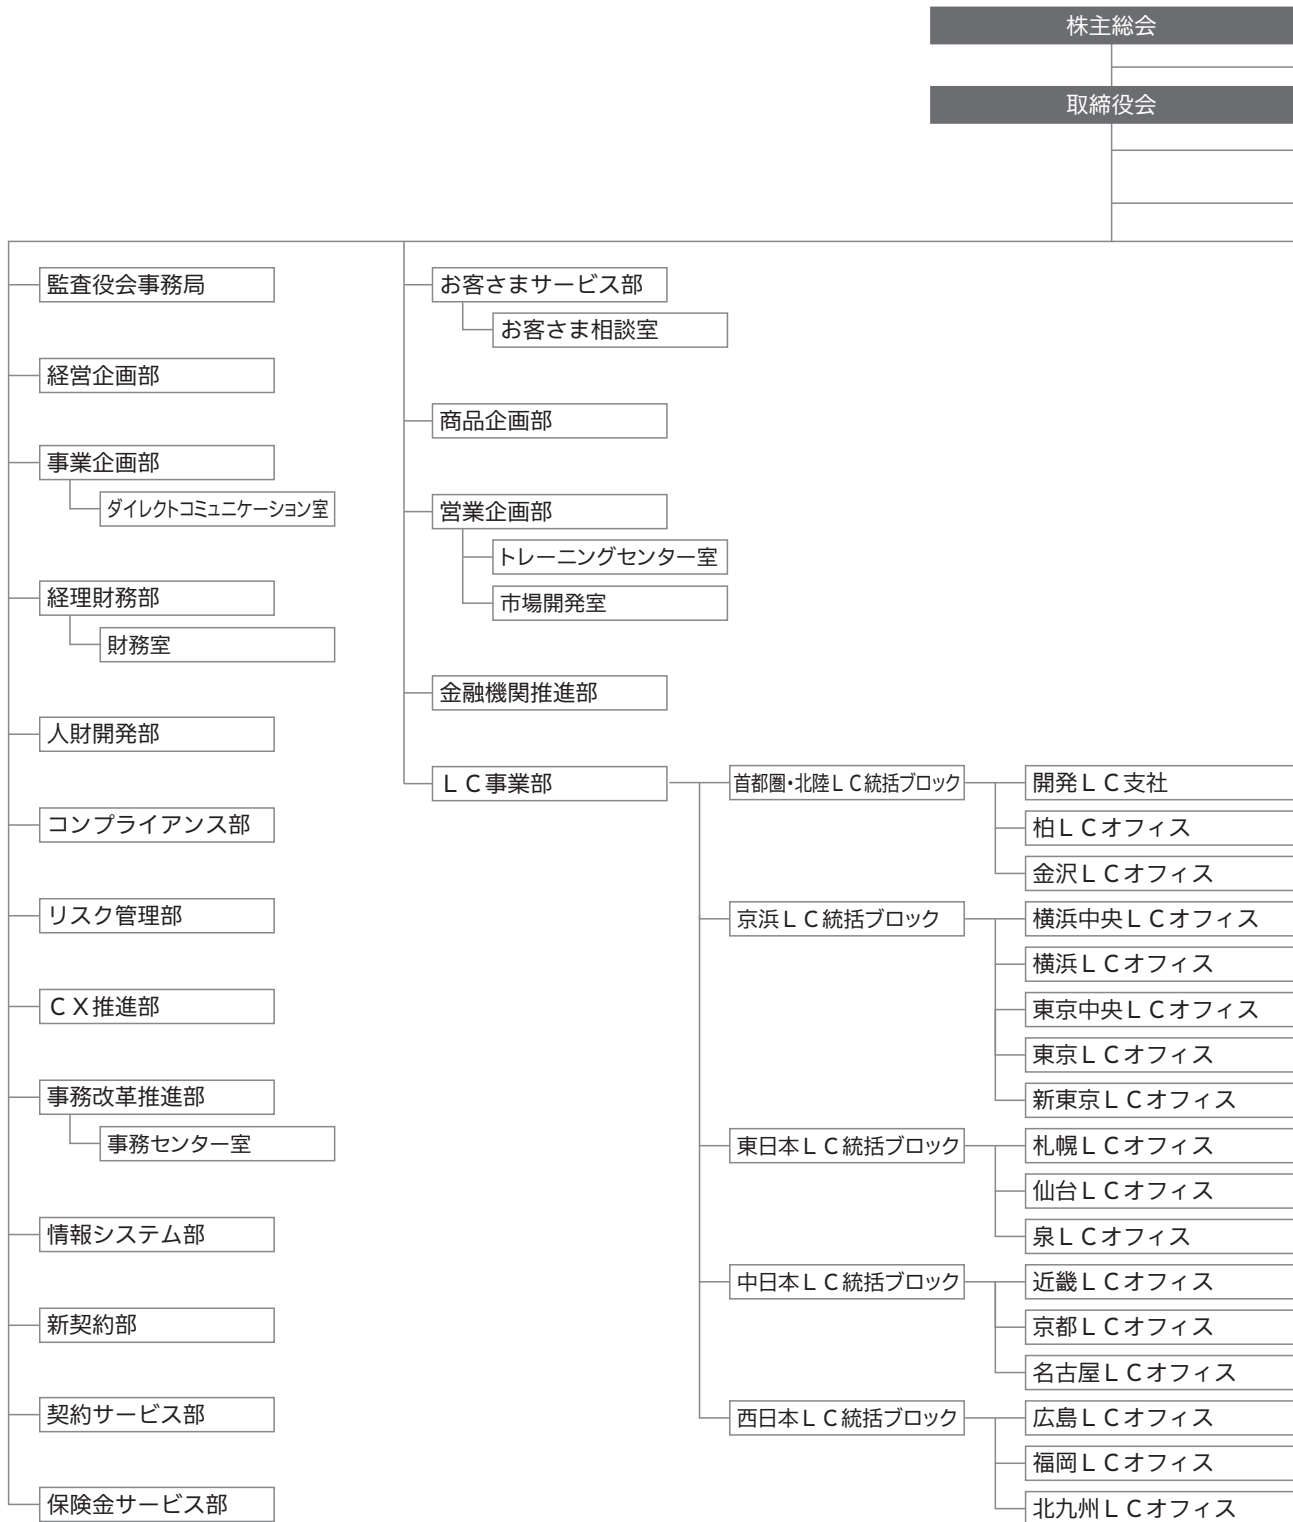 株主総会
取締役会
監査役会事務局
経営企画部
事業企画部
ダイレクトコミュニケーション室
経理財務部
財務室
人財開発部
コンプライアンス部
リスク管理部
ＣＸ推進部
事務改革推進部
事務センター室
情報システム部
新契約部
契約サービス部
保険金サービス部
お客さまサービス部
お客さま相談室
商品企画部
営業企画部
トレーニングセンター室
市場開発室
金融機関推進部
ＬＣ事業部
首都圏・北陸ＬＣ統括ブロック
開発ＬＣ支社
柏ＬＣオフィス
金沢ＬＣオフィス
京浜ＬＣ統括ブロック
横浜中央ＬＣオフィス
横浜ＬＣオフィス
東京中央ＬＣオフィス
東京ＬＣオフィス
新東京ＬＣオフィス
東日本ＬＣ統括ブロック
札幌ＬＣオフィス
仙台ＬＣオフィス
泉ＬＣオフィス
中日本ＬＣ統括ブロック
近畿ＬＣオフィス
京都ＬＣオフィス
名古屋ＬＣオフィス
西日本ＬＣ統括ブロック
広島ＬＣオフィス
福岡ＬＣオフィス
北九州ＬＣオフィス